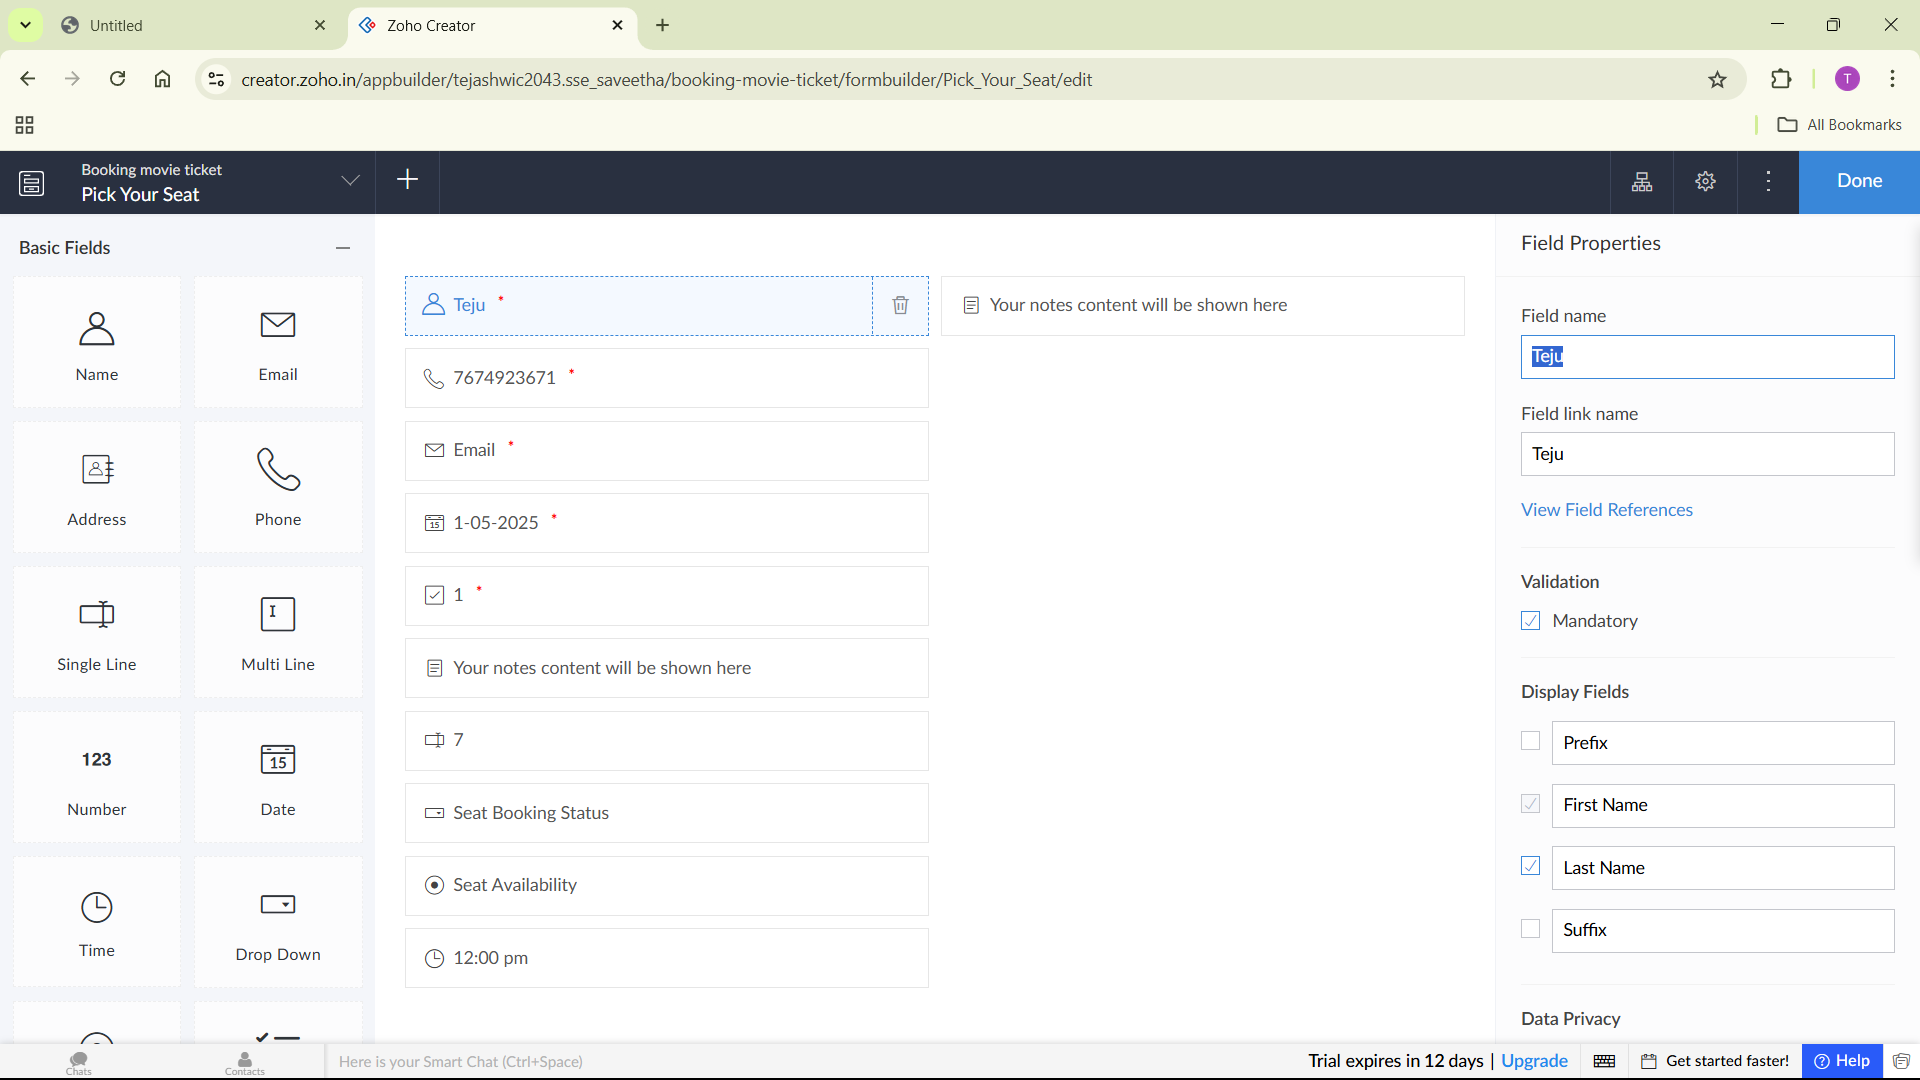 Untitled
Zoho Creator
creator.zoho.in/appbuilder/tejashwic2043.sse_saveetha/booking-movie-ticket/formbuilder/Pick_Your_Seat/edit
T
All Bookmarks
Booking movie ticket
Pick Your Seat
Done
Basic Fields
Name
Email
Address
Phone
Single Line
Multi Line
123
Number
15
Date
Time
Drop Down
Teju *
Your notes content will be shown here
7674923671 *
Email *
15
1-05-2025 *
1 *
Your notes content will be shown here
7
Seat Booking Status
Seat Availability
12:00 pm
Field Properties
Field name
Teju
Field link name
Teju
View Field References
Validation
Mandatory
Display Fields
Prefix
First Name
Last Name
Suffix
Data Privacy
Chats
Contacts
Here is your Smart Chat (Ctrl+Space)
Trial expires in 12 days | Upgrade
Get started faster!
Help